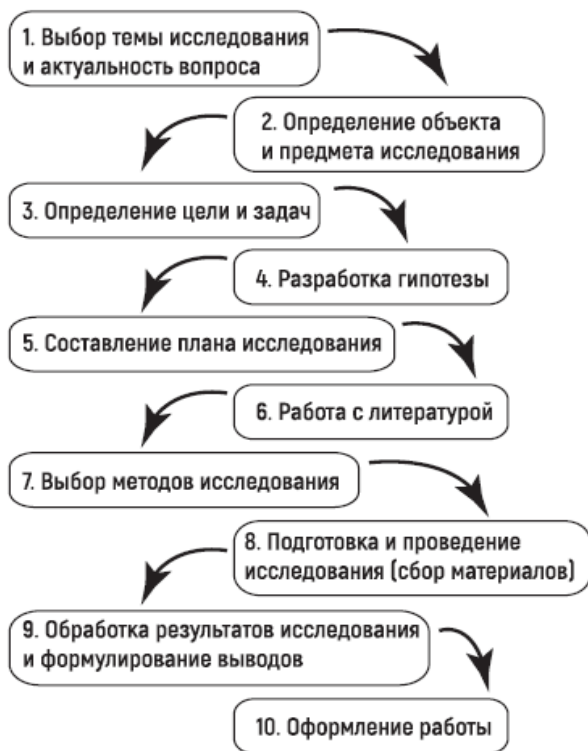 1. Выбор темы исследования
и актуальность вопроса
2. Определение объекта
и предмета исследования
3. Определение цели и задач
4. Разработка гипотезы
5. Составление плана исследования
6. Работа с литературой
7. Выбор методов исследования
8. Подготовка и проведение
исследования (сбор материалов)
9. Обработка результатов исследования
и формулирование выводов
10. Оформление работы